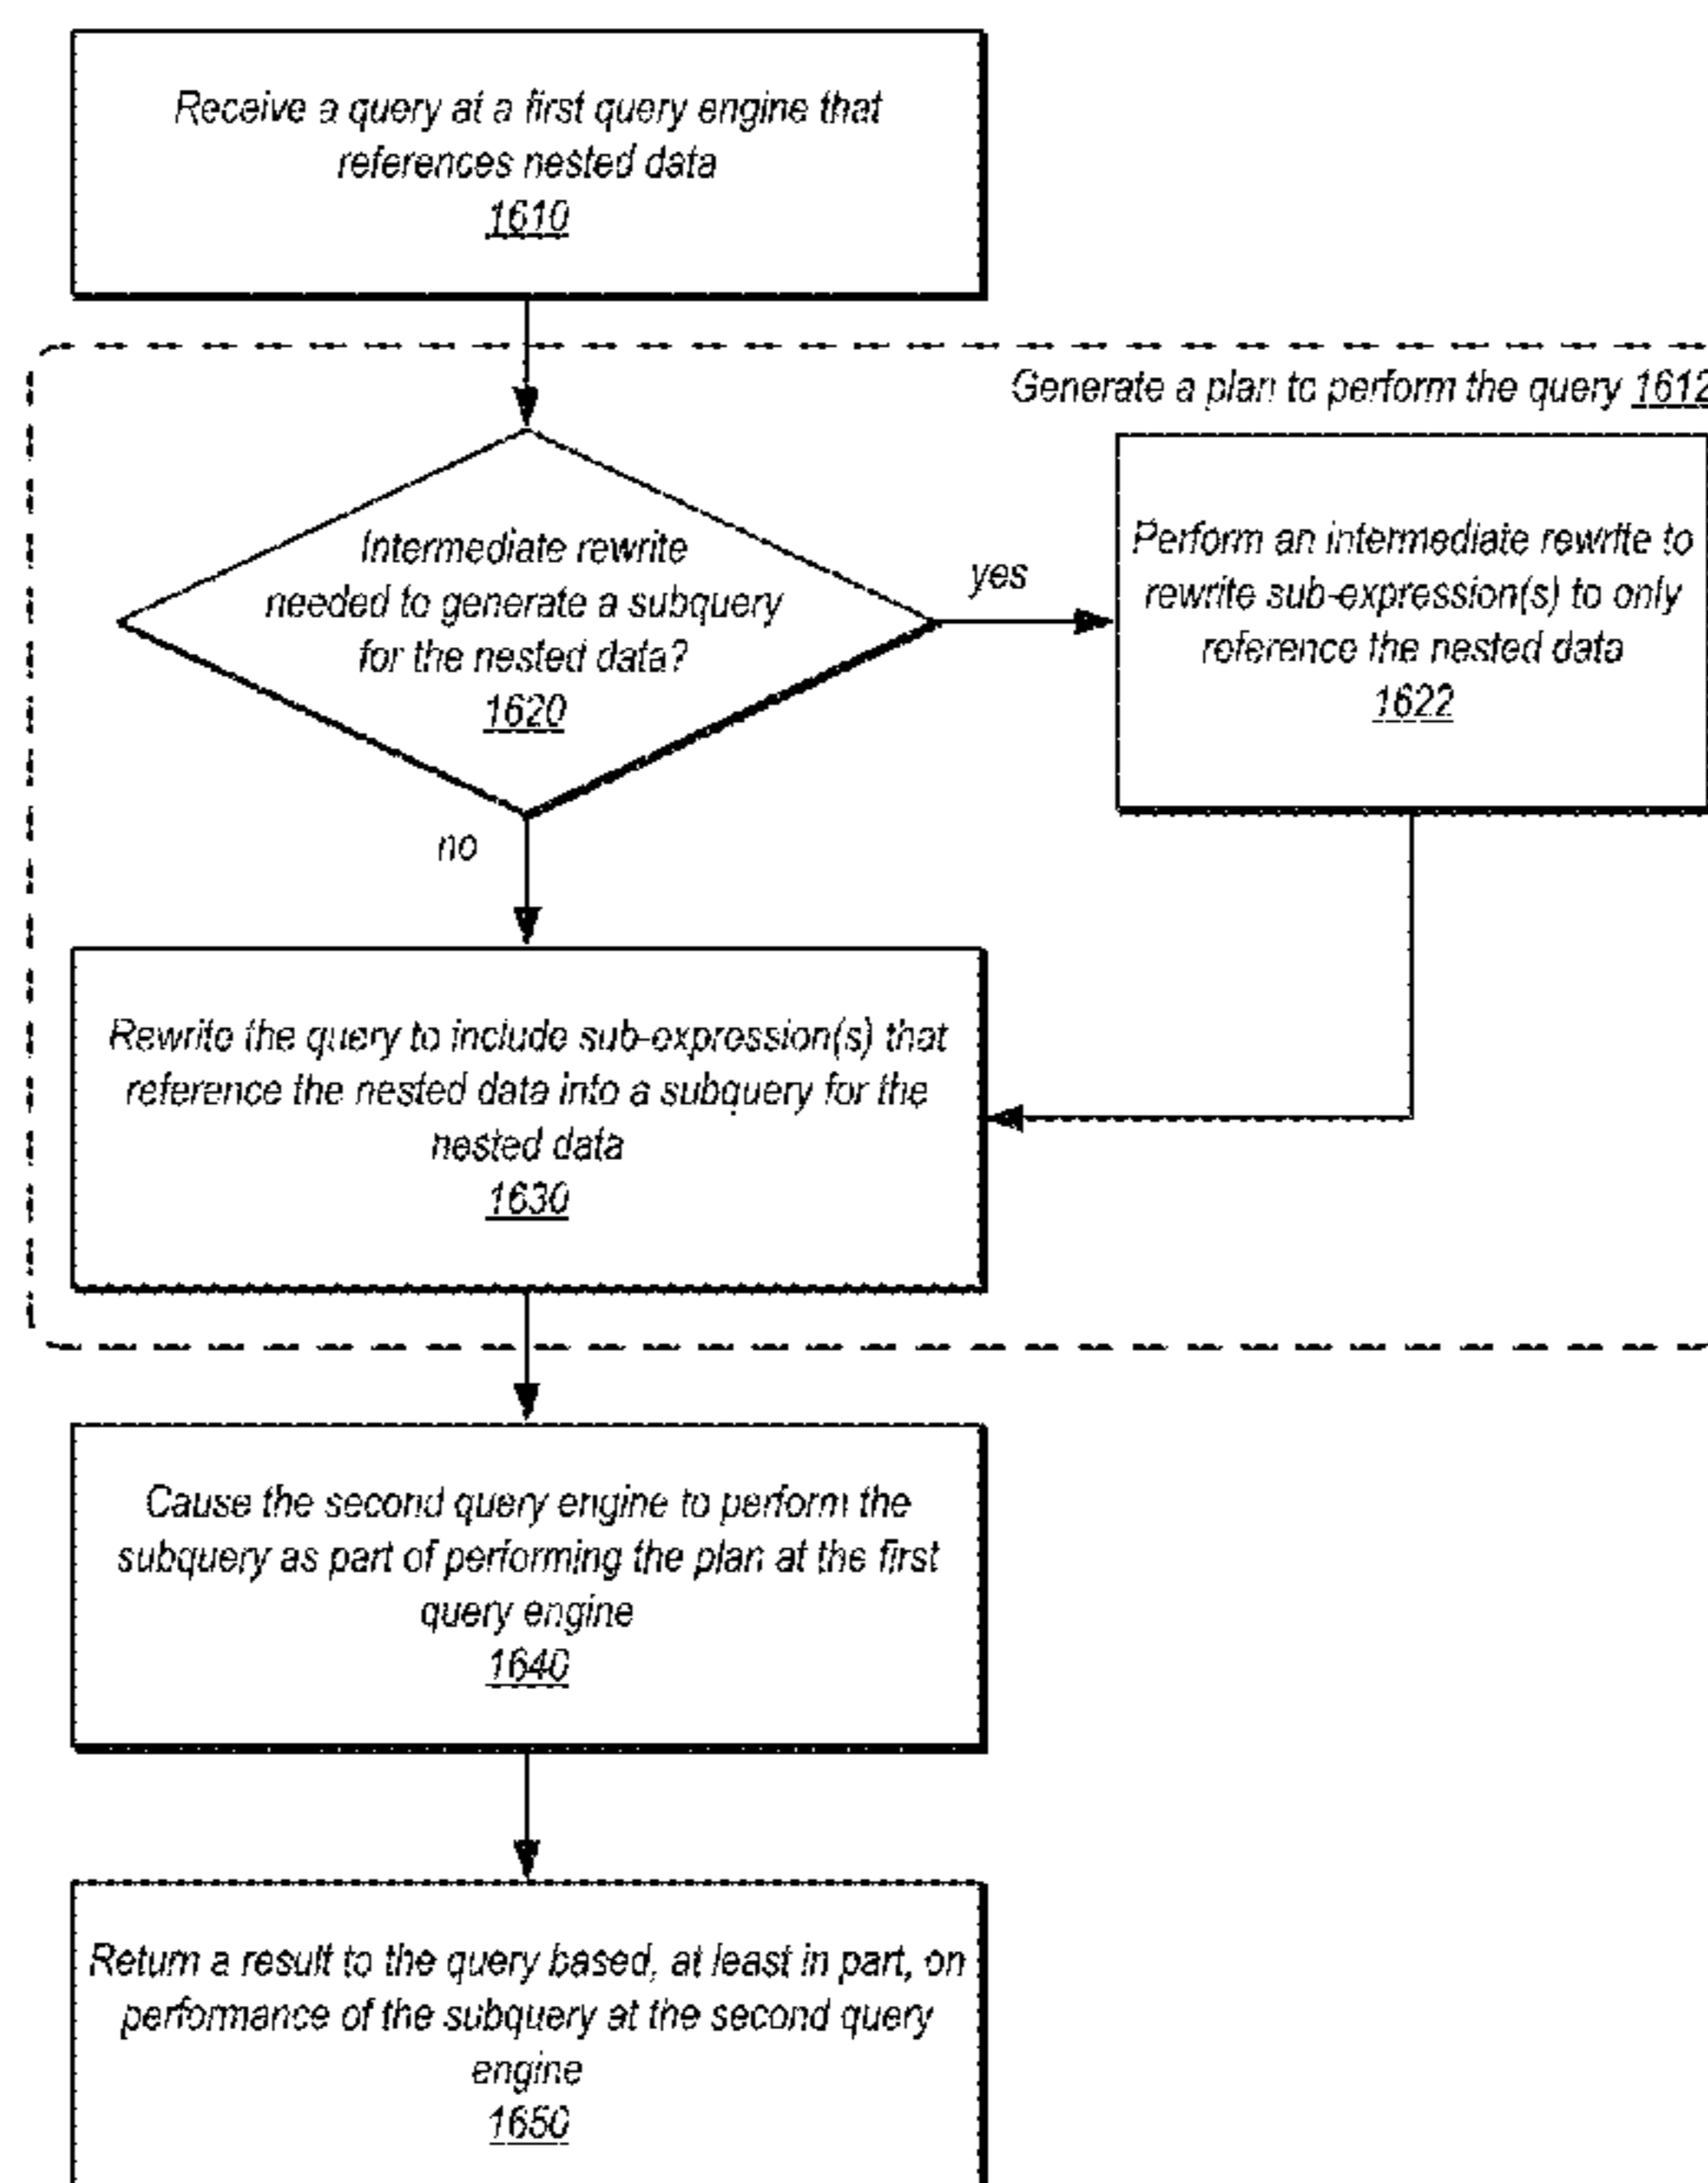 Receive a query at a first query engine that
references nested data
1610
Generate a plan to perform the query 1612
Intermediate rewrite
needed to generate a subquery
for the nested data?
1620
yes
Perform an intermediate rewrite to
rewrite sub-expression(s) to only
reference the nested data
1622
no
Rewrite the query to include sub-expression(s) that
reference the nested data into a subquery for the
nested data
1630
Cause the second query engine to perform the
subquery as part of performing the plan at the first
query engine
1640
Return a result to the query based, at least in part, on
performance of the subquery at the second query
engine
1650